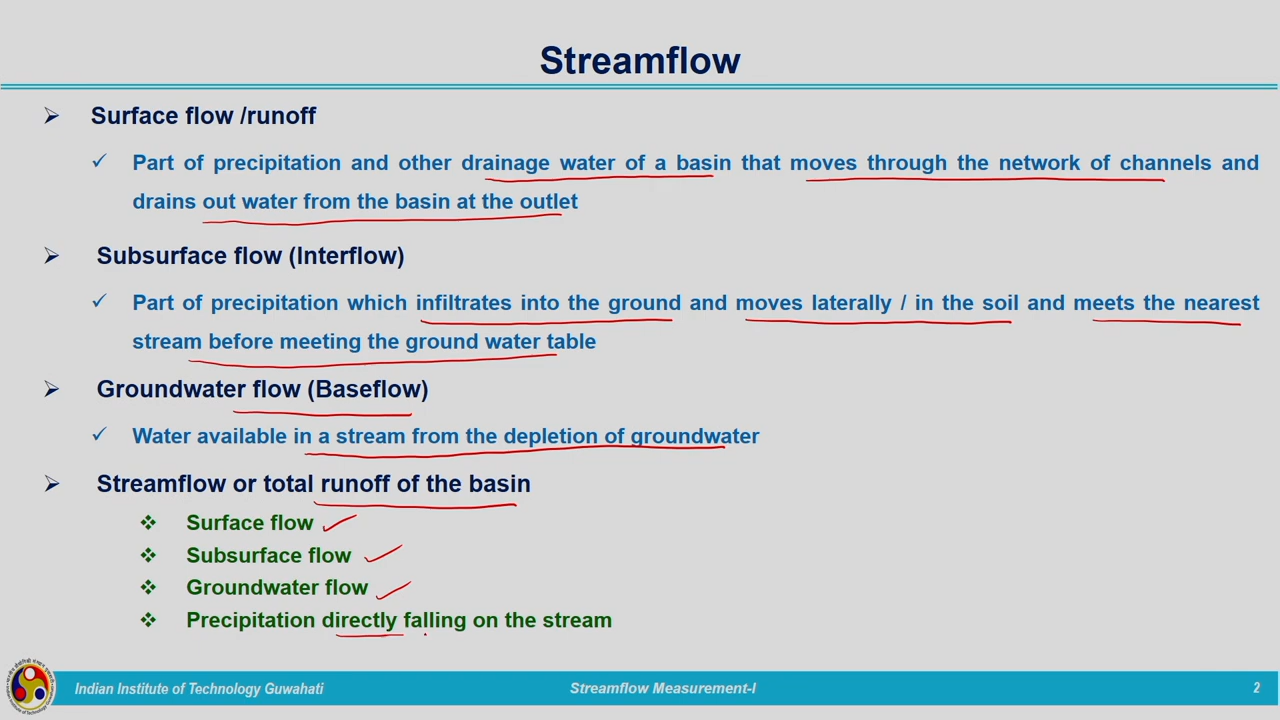 Streamflow
Surface flow /runoff
Part of precipitation and other drainage water of a basin that moves through the network of channels and
drains out water from the basin at the outlet
Subsurface flow (Interflow)
Part of precipitation which infiltrates into the ground and moves laterally / in the soil and meets the nearest
stream before meeting the ground water table
Groundwater flow (Baseflow)
Water available in a stream from the depletion of groundwater
Streamflow or total runoff of the basin
Surface flow
Subsurface flow
Groundwater flow
Precipitation directly falling on the stream
Indian Institute of Technology Guwahati
Streamflow Measurement-I
2